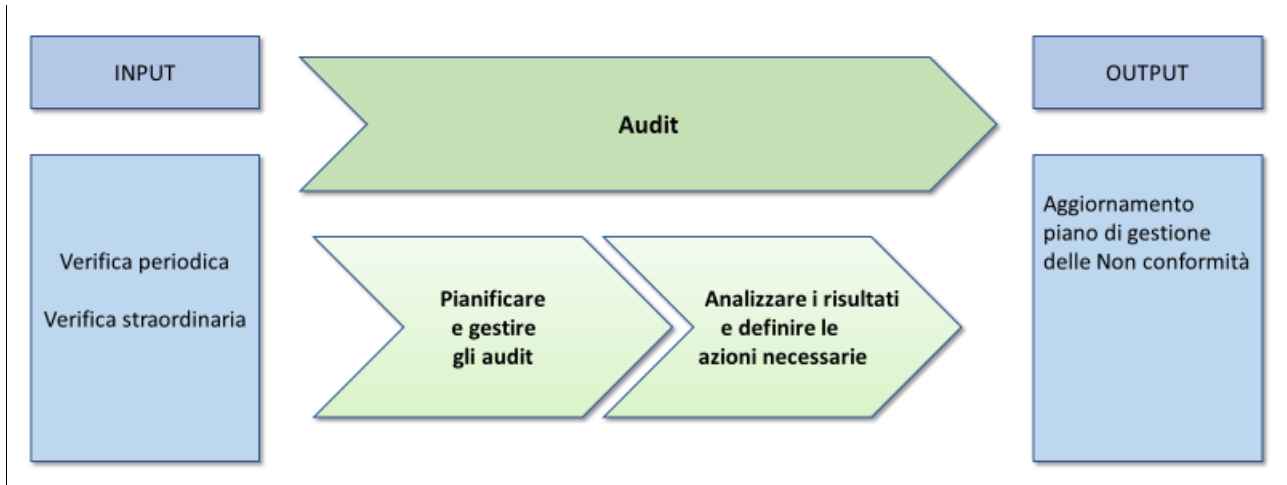 INPUT
Verifica periodica
Verifica straordinaria
Audit
Pianificare
e gestire
gli audit
Analizzare i risultati
e definire le
azioni necessarie
OUTPUT
Aggiornamento
piano di gestione
delle Non conformità